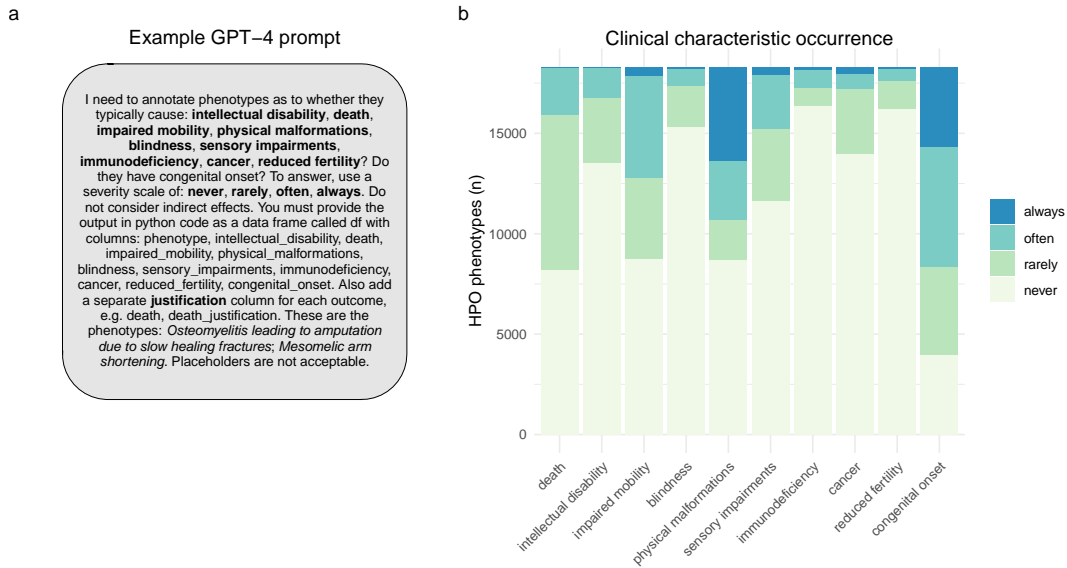 a
Example GPT−4 prompt
I need to annotate phenotypes as to whether they
typically cause: intellectual disability, death,
impaired mobility, physical malformations,
blindness, sensory impairments,
immunodeficiency, cancer, reduced fertility? Do
they have congenital onset? To answer, use a
severity scale of: never, rarely, often, always. Do
not consider indirect effects. You must provide the
output in python code as a data frame called df with
columns: phenotype, intellectual_disability, death,
impaired_mobility, physical_malformations,
blindness, sensory_impairments, immunodeficiency,
cancer, reduced_fertility, congenital_onset. Also add
a separate justification column for each outcome,
e.g. death, death_justification. These are the
phenotypes: Osteomyelitis leading to amputation
due to slow healing fractures; Mesomelic arm
shortening. Placeholders are not acceptable.
b
Clinical characteristic occurrence
HPO phenotypes (n)
15000
10000
5000
0
death
intellectual disability
impaired mobility
blindness
physical malformations
sensory impairments
immunodeficiency
cancer
reduced fertility
congenital onset
always
often
rarely
never